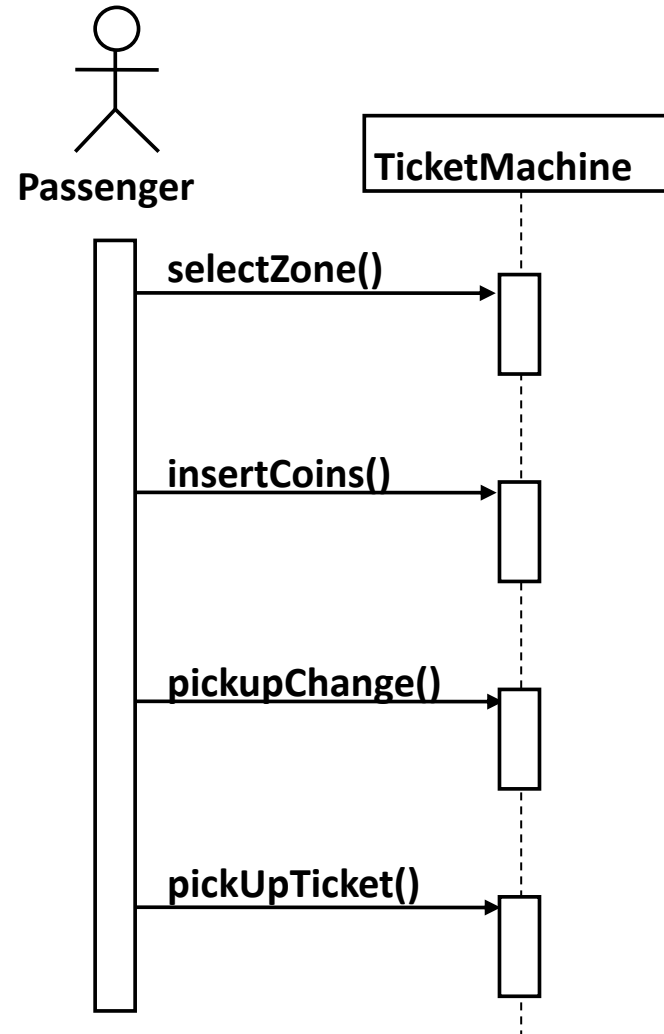 Passenger
TicketMachine
selectZone()
insertCoins()
pickupChange()
pickUpTicket()